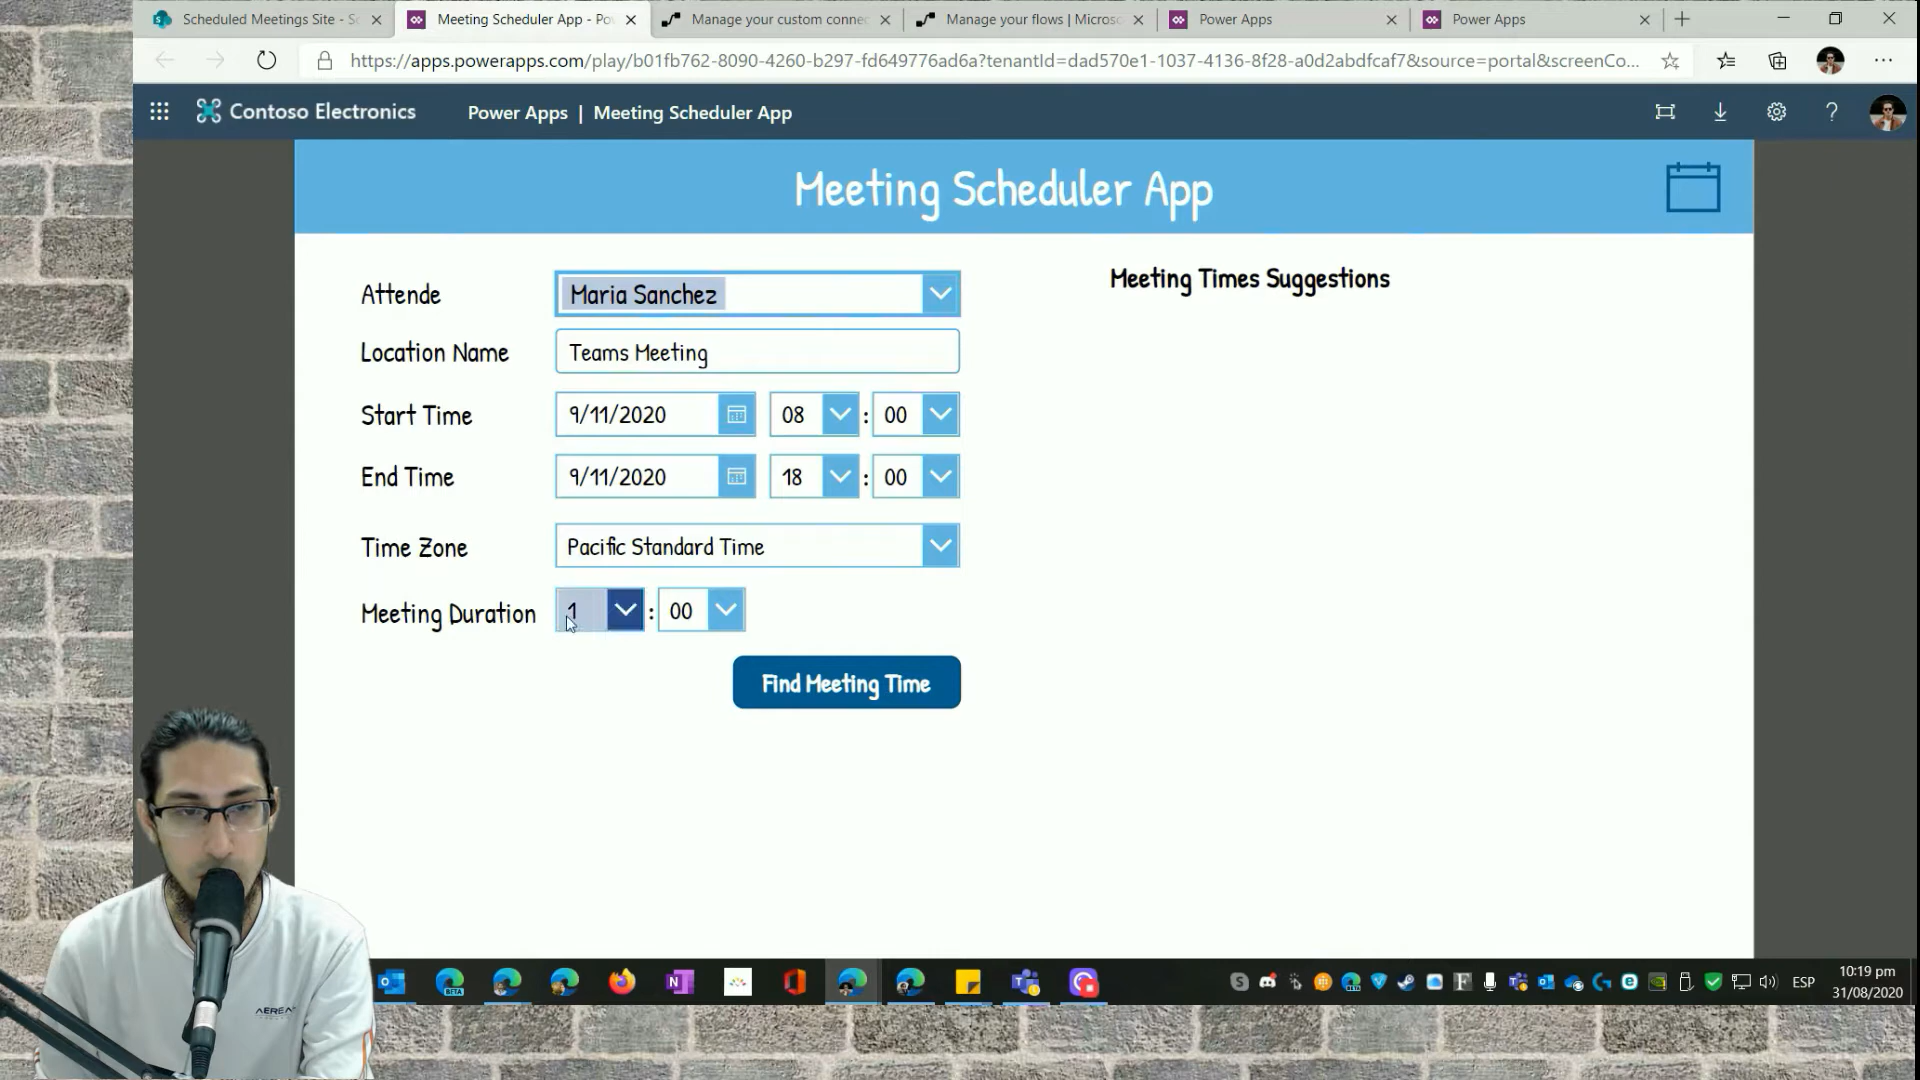 Scheduled Meetings Site - Sc
Meeting Scheduler App - Po
Manage your custom connec
Manage your flows | Micros
Power Apps
Power Apps
https://apps.powerapps.com/play/b01fb762-8090-4260-b297-fd649776ad6a?tenantId=dad570e1-1037-4136-8f28-a0d2abdfcaf7&source=portal&screenCo...
Contoso Electronics
Power Apps | Meeting Scheduler App
Meeting Scheduler App
Attende
Maria Sanchez
Meeting Times Suggestions
Location Name
Teams Meeting
Start Time
9/11/2020
08 : 00
End Time
9/11/2020
18 : 00
Time Zone
Pacific Standard Time
Meeting Duration
1 : 00
Find Meeting Time
BETA
ESP
10:19 pm
31/08/2020